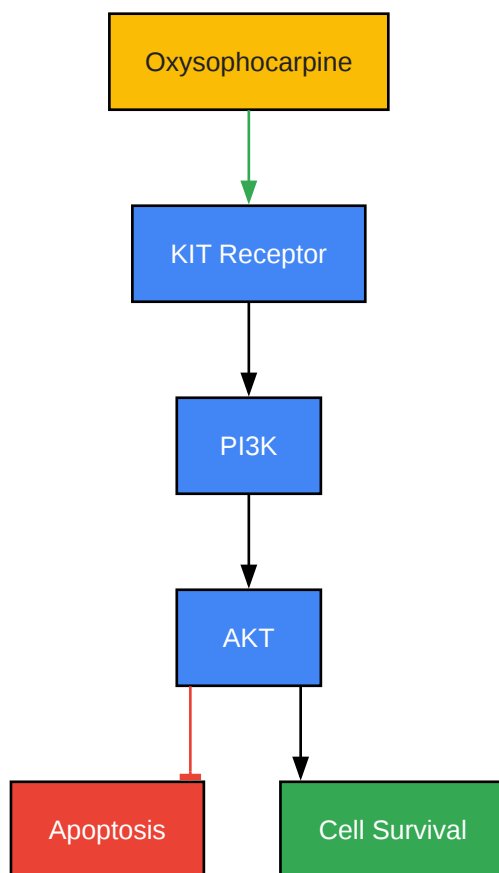 Oxysophocarpine
KIT Receptor
PI3K
AKT
Apoptosis
Cell Survival